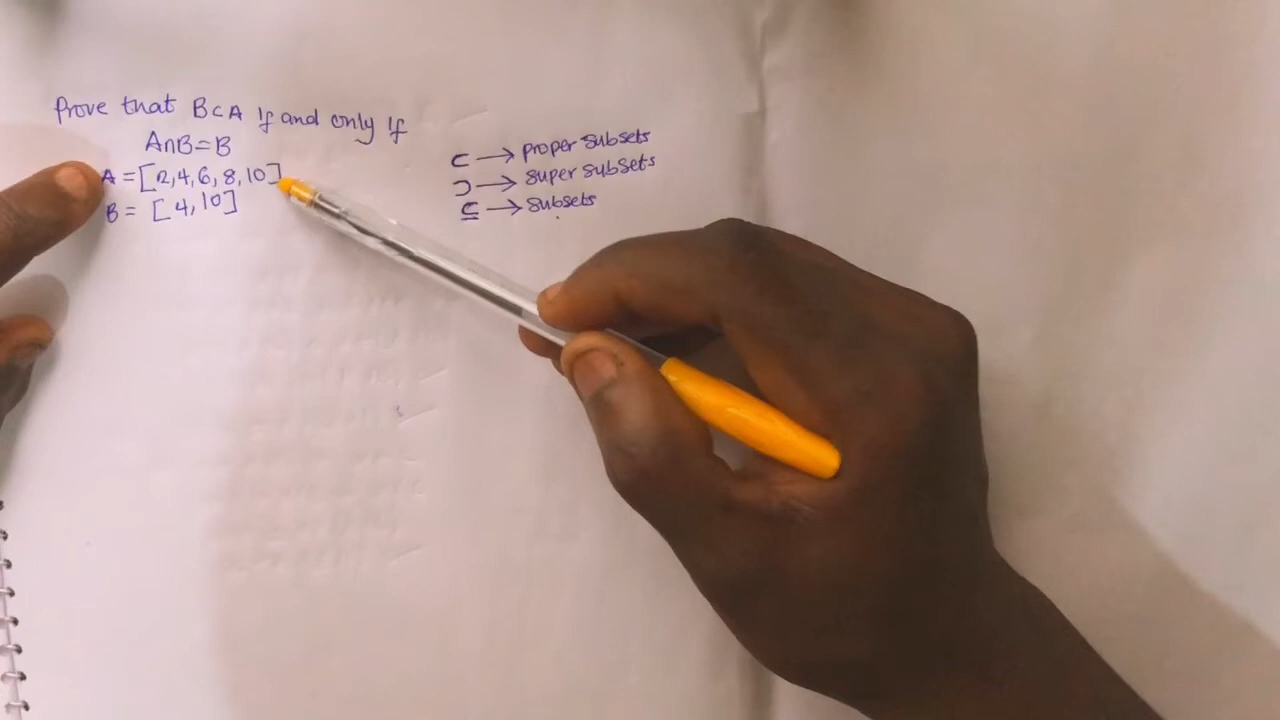 Prove that B⊂A If and only If
A∩B=B
A = [2,4,6,8,10]
B = [4,10]
⊂ → proper subsets
⊃ → super subsets
⊆ → subsets